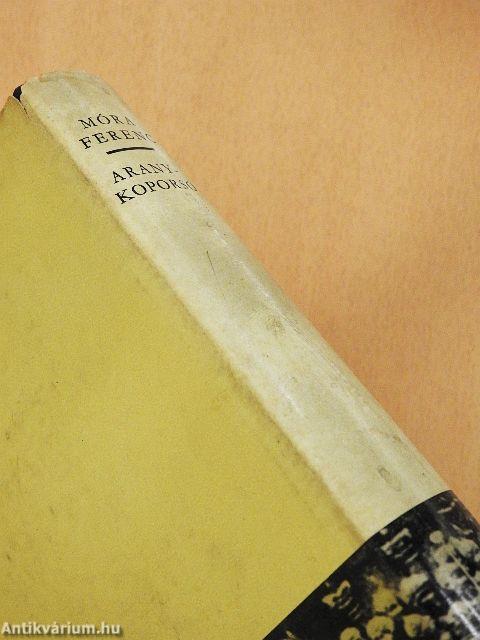 MÓRA
FERENC
ARANY-
KOPORSÓ
Antikvárium.hu